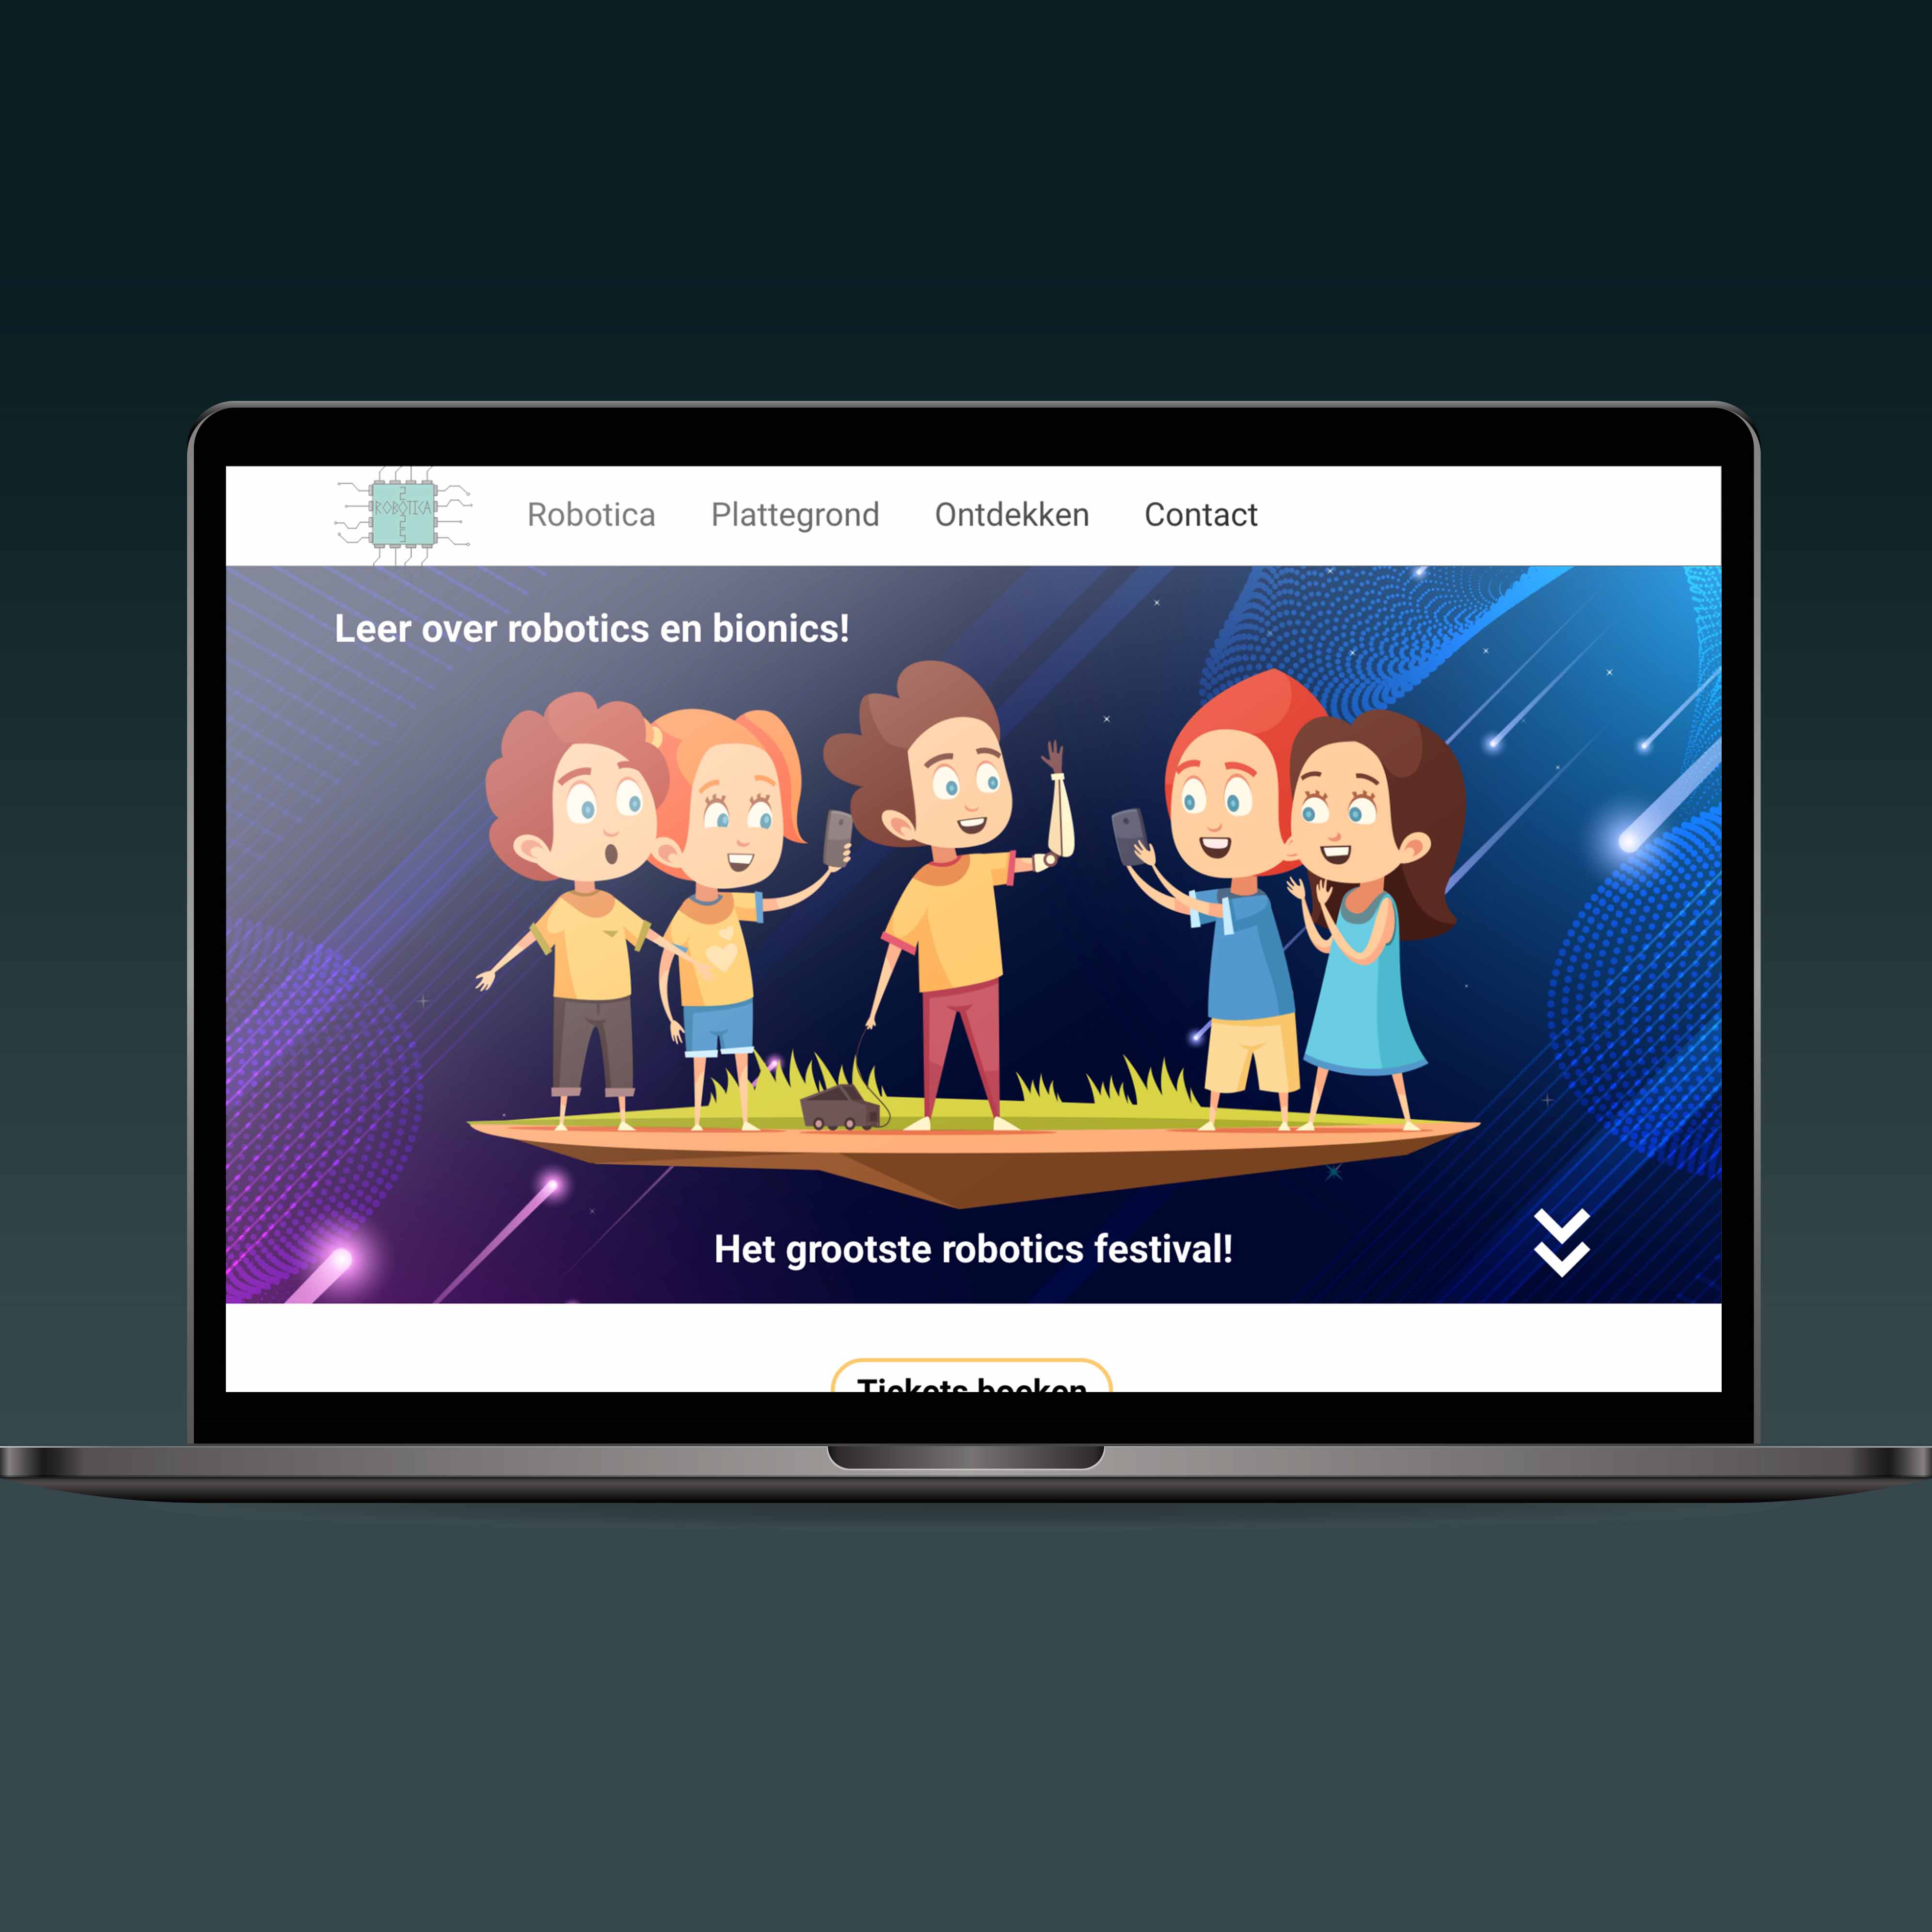 ROBOTICA
Robotica Plattegrond Ontdekken Contact
Leer over robotics en bionics!
Het grootste robotics festival!
Tickets boeken